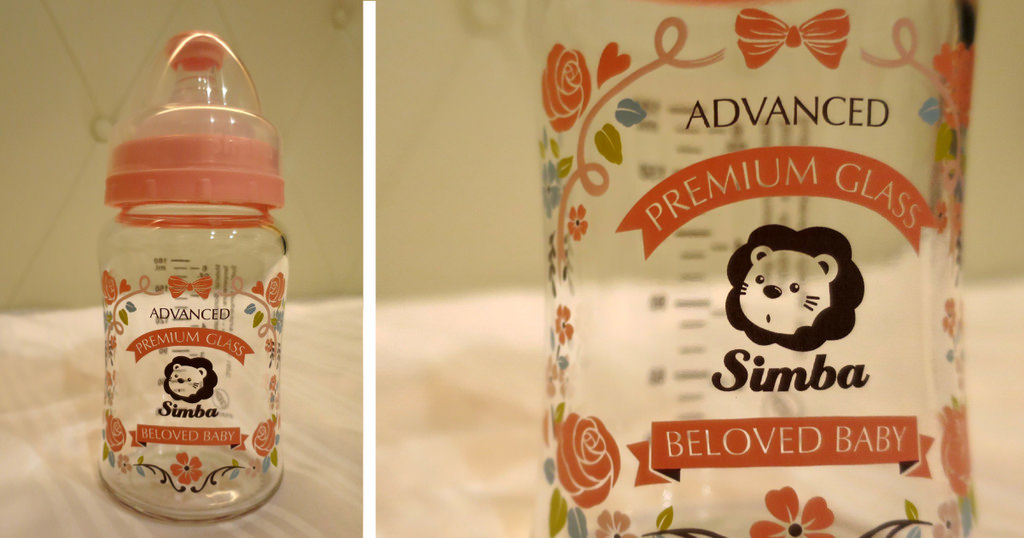 ADVANCED
PREMIUM GLASS
Simba
BELOVED BABY
ADVANCED
PREMIUM GLASS
Simba
BELOVED BABY